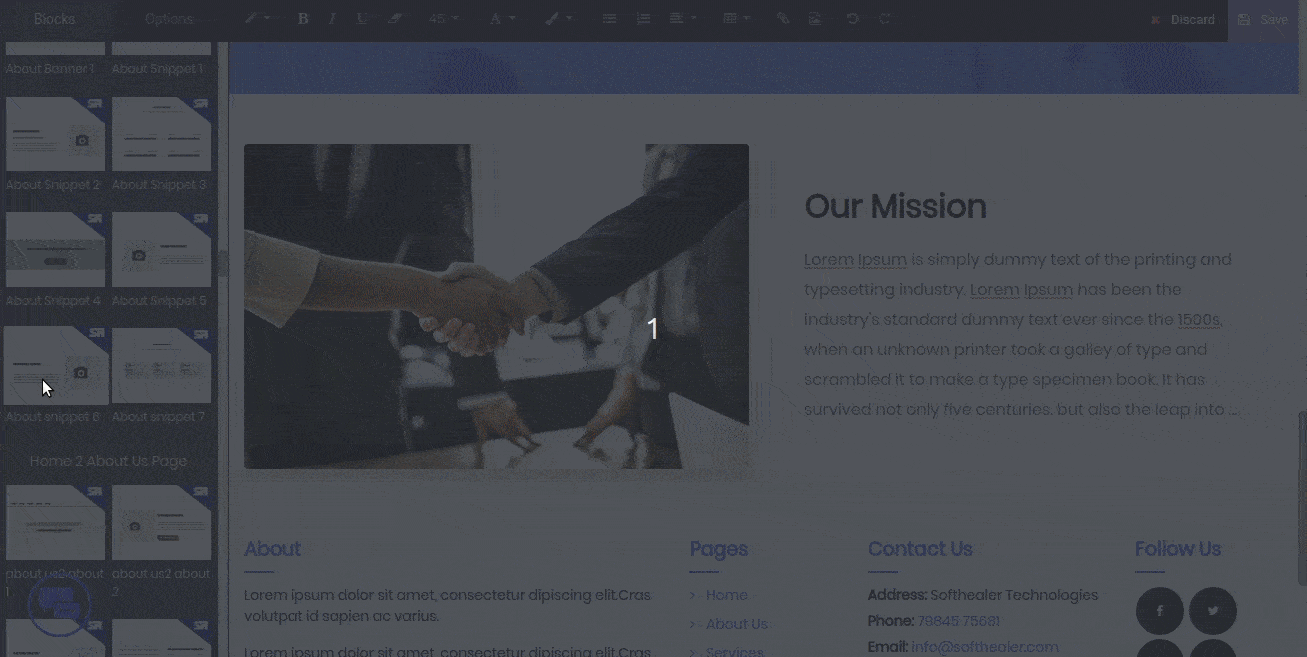 Blocks
Options
B I U
45
A
Discard
Save
About Banner 1
About Snippet 1
About Snippet 2
About Snippet 3
About Snippet 4
About Snippet 5
About snippet 6
About snippet 7
Home 2 About Us Page
about us2 about 1
about us2 about 2
1
Our Mission
Lorem Ipsum is simply dummy text of the printing and
typesetting industry. Lorem Ipsum has been the
industry's standard dummy text ever since the 1500s,
when an unknown printer took a galley of type and
scrambled it to make a type specimen book. It has
survived not only five centuries, but also the leap into ...
About
Lorem ipsum dolor sit amet, consectetur dipiscing elit.Cras
volutpat id sapien ac varius.
Lorem ipsum dolor sit amet, consectetur dipiscing elit.Cras
Pages
> Home
> About Us
> Services
Contact Us
Address: Softhealer Technologies
Phone: 79845 75681
Email: info@softhealer.com
Follow Us